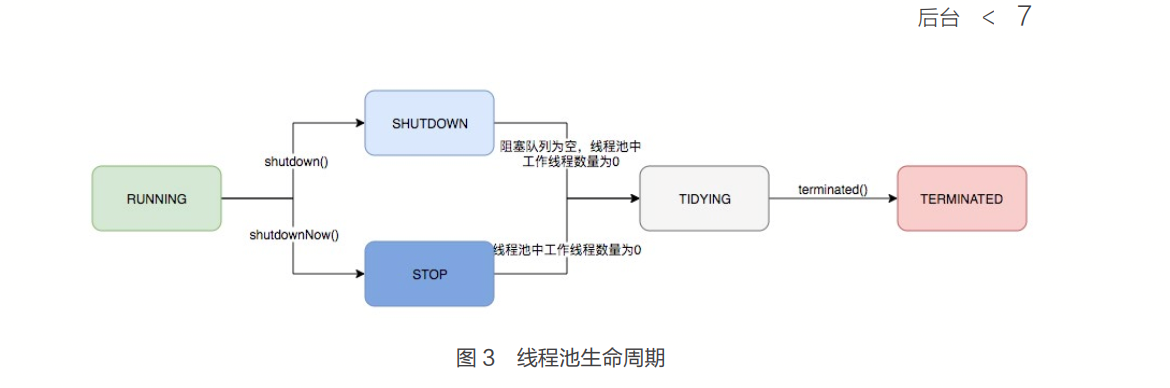 后台 < 7
SHUTDOWN
shutdown()
阻塞队列为空，线程池中
工作线程数量为0
RUNNING
TIDYING
terminated()
TERMINATED
shutdownNow()
线程池中工作线程数量为0
STOP
图 3 线程池生命周期